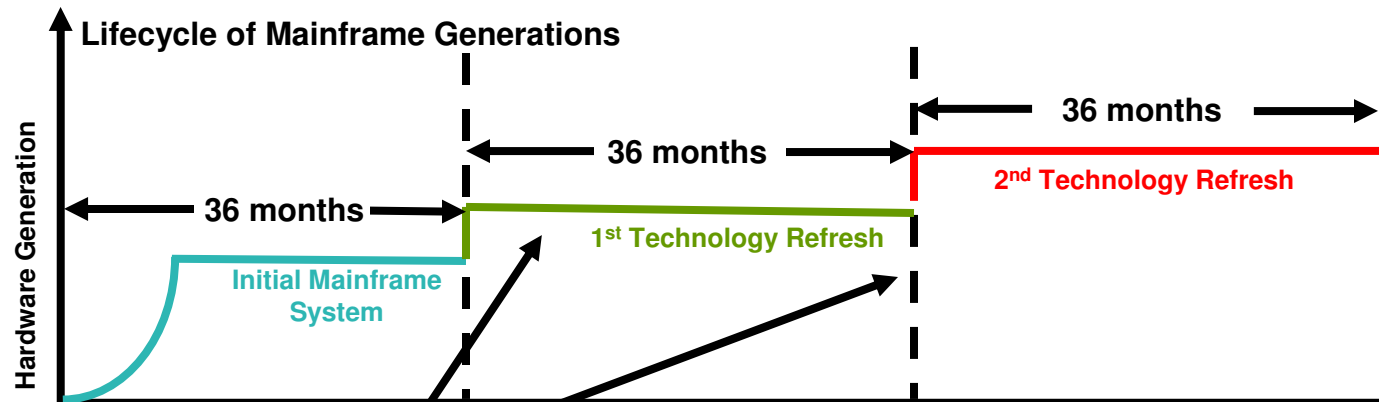 Lifecycle of Mainframe Generations
Hardware Generation
36 months
36 months
36 months
2nd Technology Refresh
1st Technology Refresh
Initial Mainframe
System